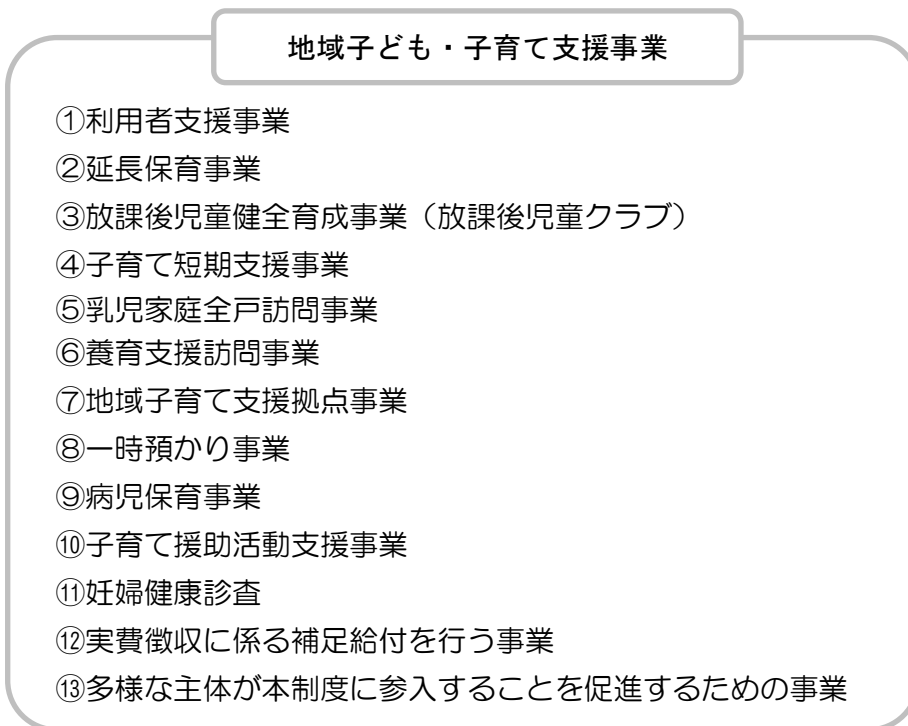 地域子ども・子育て支援事業
①利用者支援事業
②延長保育事業
③放課後児童健全育成事業（放課後児童クラブ）
④子育て短期支援事業
⑤乳児家庭全戸訪問事業
⑥養育支援訪問事業
⑦地域子育て支援拠点事業
⑧一時預かり事業
⑨病児保育事業
⑩子育て援助活動支援事業
⑪妊婦健康診査
⑫実費徴収に係る補足給付を行う事業
⑬多様な主体が本制度に参入することを促進するための事業